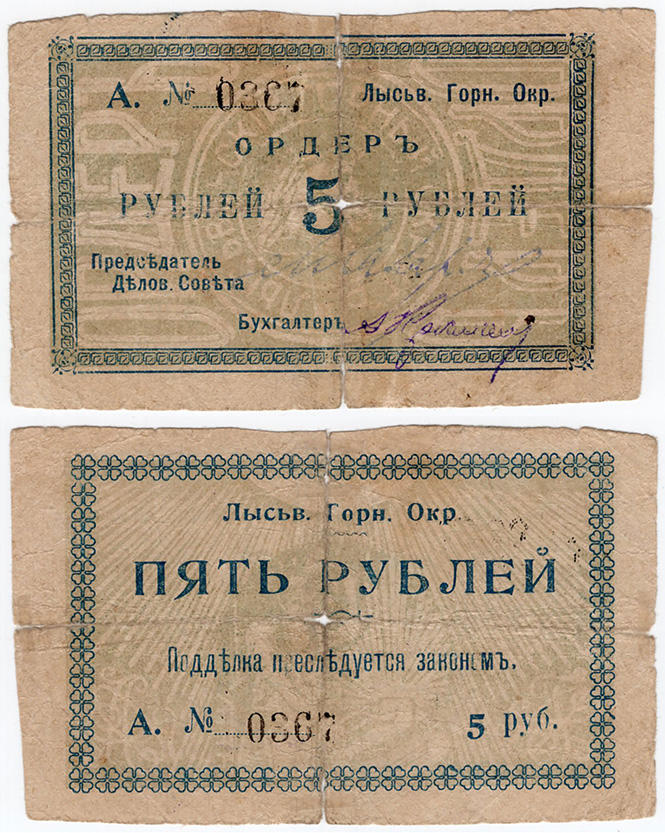 А. № 0367 Лысьв. Горн. Окр.
ОРДЕРЪ
РУБЛЕЙ 5 РУБЛЕЙ
Предсѣдатель
Дѣлов. Совѣта
Бухгалтеръ
Лысьв. Горн. Окр.
ПЯТЬ РУБЛЕЙ
Поддѣлка преслѣдуется закономъ.
А. № 0367 5 руб.